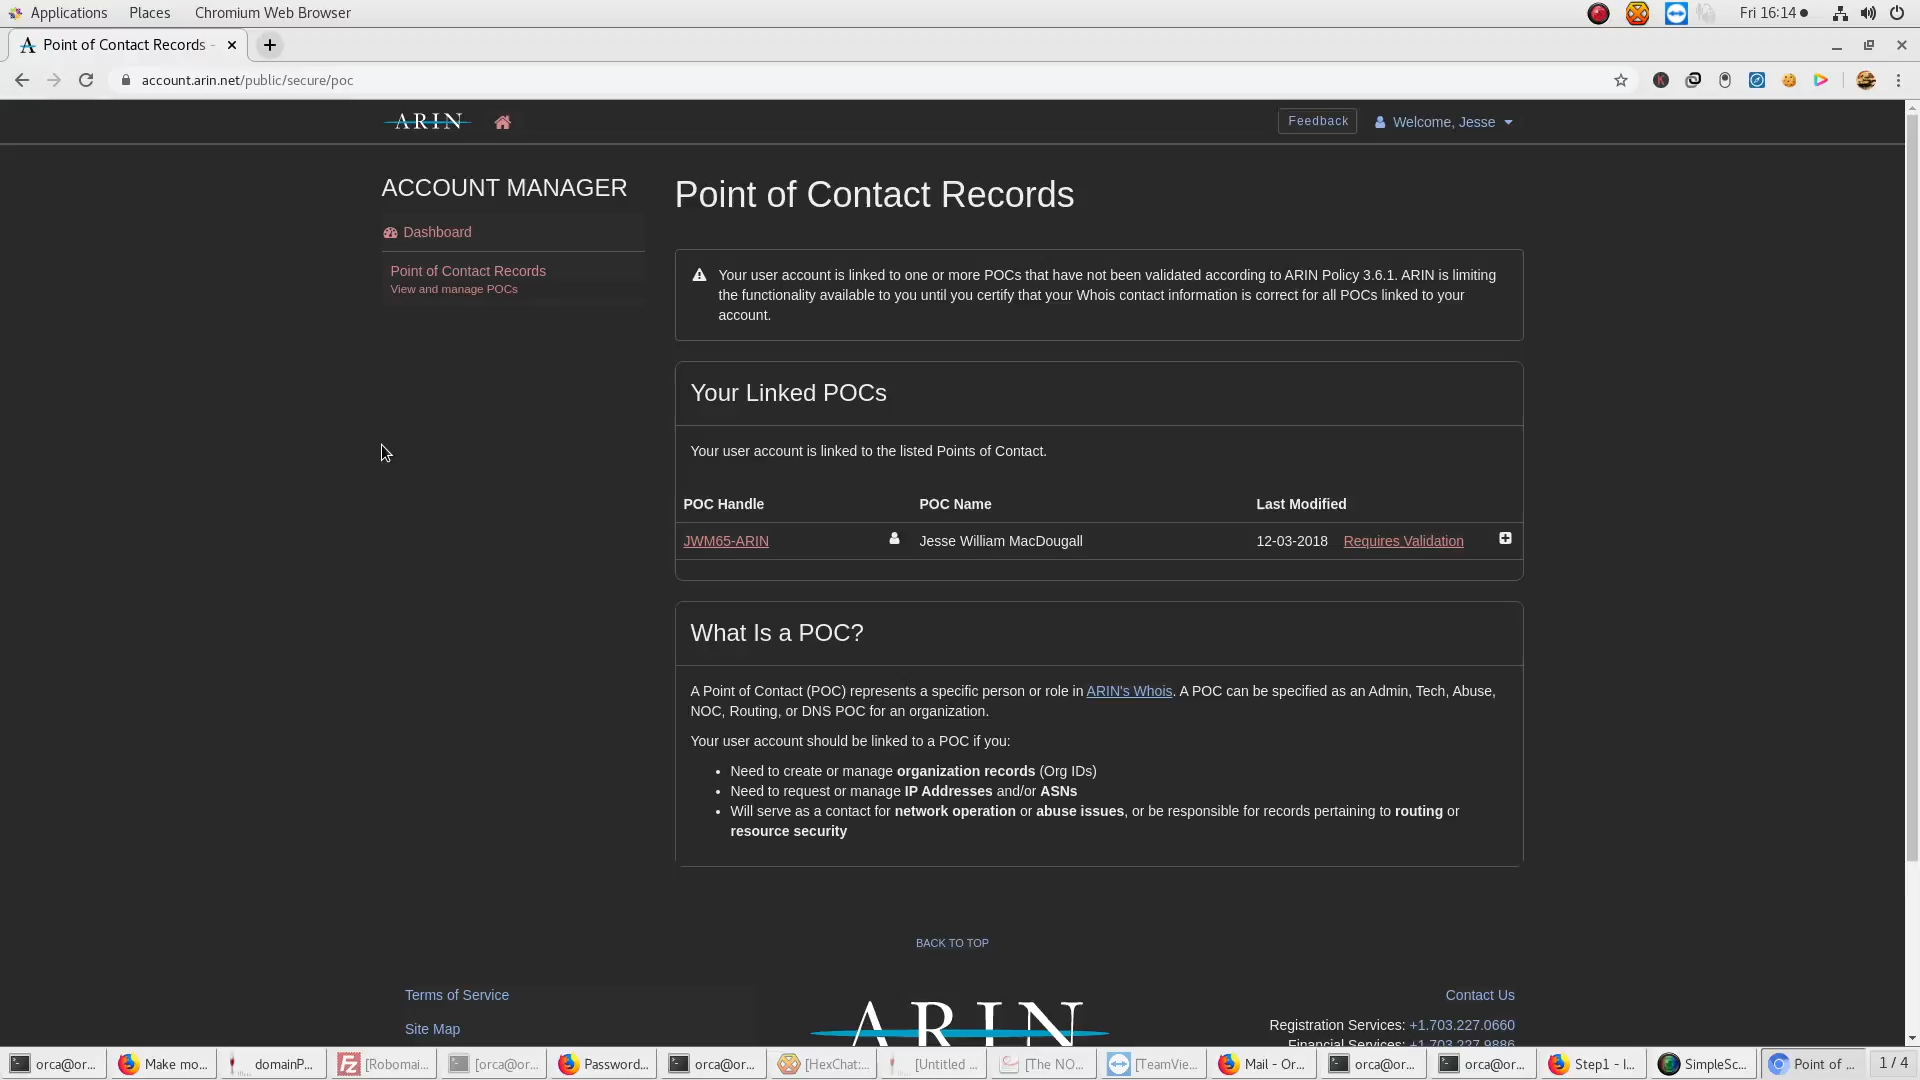 Applications Places Chromium Web Browser Fri 16:14
Point of Contact Records -
account.arin.net/public/secure/poc
ARIN Feedback Welcome, Jesse
ACCOUNT MANAGER
Dashboard
Point of Contact Records
View and manage POCs
Point of Contact Records
Your user account is linked to one or more POCs that have not been validated according to ARIN Policy 3.6.1. ARIN is limiting
the functionality available to you until you certify that your Whois contact information is correct for all POCs linked to your
account.
Your Linked POCs
Your user account is linked to the listed Points of Contact.
POC Handle POC Name Last Modified
JWM65-ARIN Jesse William MacDougall 12-03-2018 Requires Validation
What Is a POC?
A Point of Contact (POC) represents a specific person or role in ARIN's Whois. A POC can be specified as an Admin, Tech, Abuse,
NOC, Routing, or DNS POC for an organization.
Your user account should be linked to a POC if you:
• Need to create or manage organization records (Org IDs)
• Need to request or manage IP Addresses and/or ASNs
• Will serve as a contact for network operation or abuse issues, or be responsible for records pertaining to routing or
resource security
BACK TO TOP
Terms of Service
Site Map
ARIN
Contact Us
Registration Services: +1.703.227.0660
Financial Services: +1.703.227.9886
orca@or... Make mo... domainP... [Robomai... [orca@or... Password... orca@or... [HexChat:... [Untitled ... [The NO... [TeamVie... Mail - Or... orca@or... orca@or... Step1 - I... SimpleSc... Point of ... 1 / 4